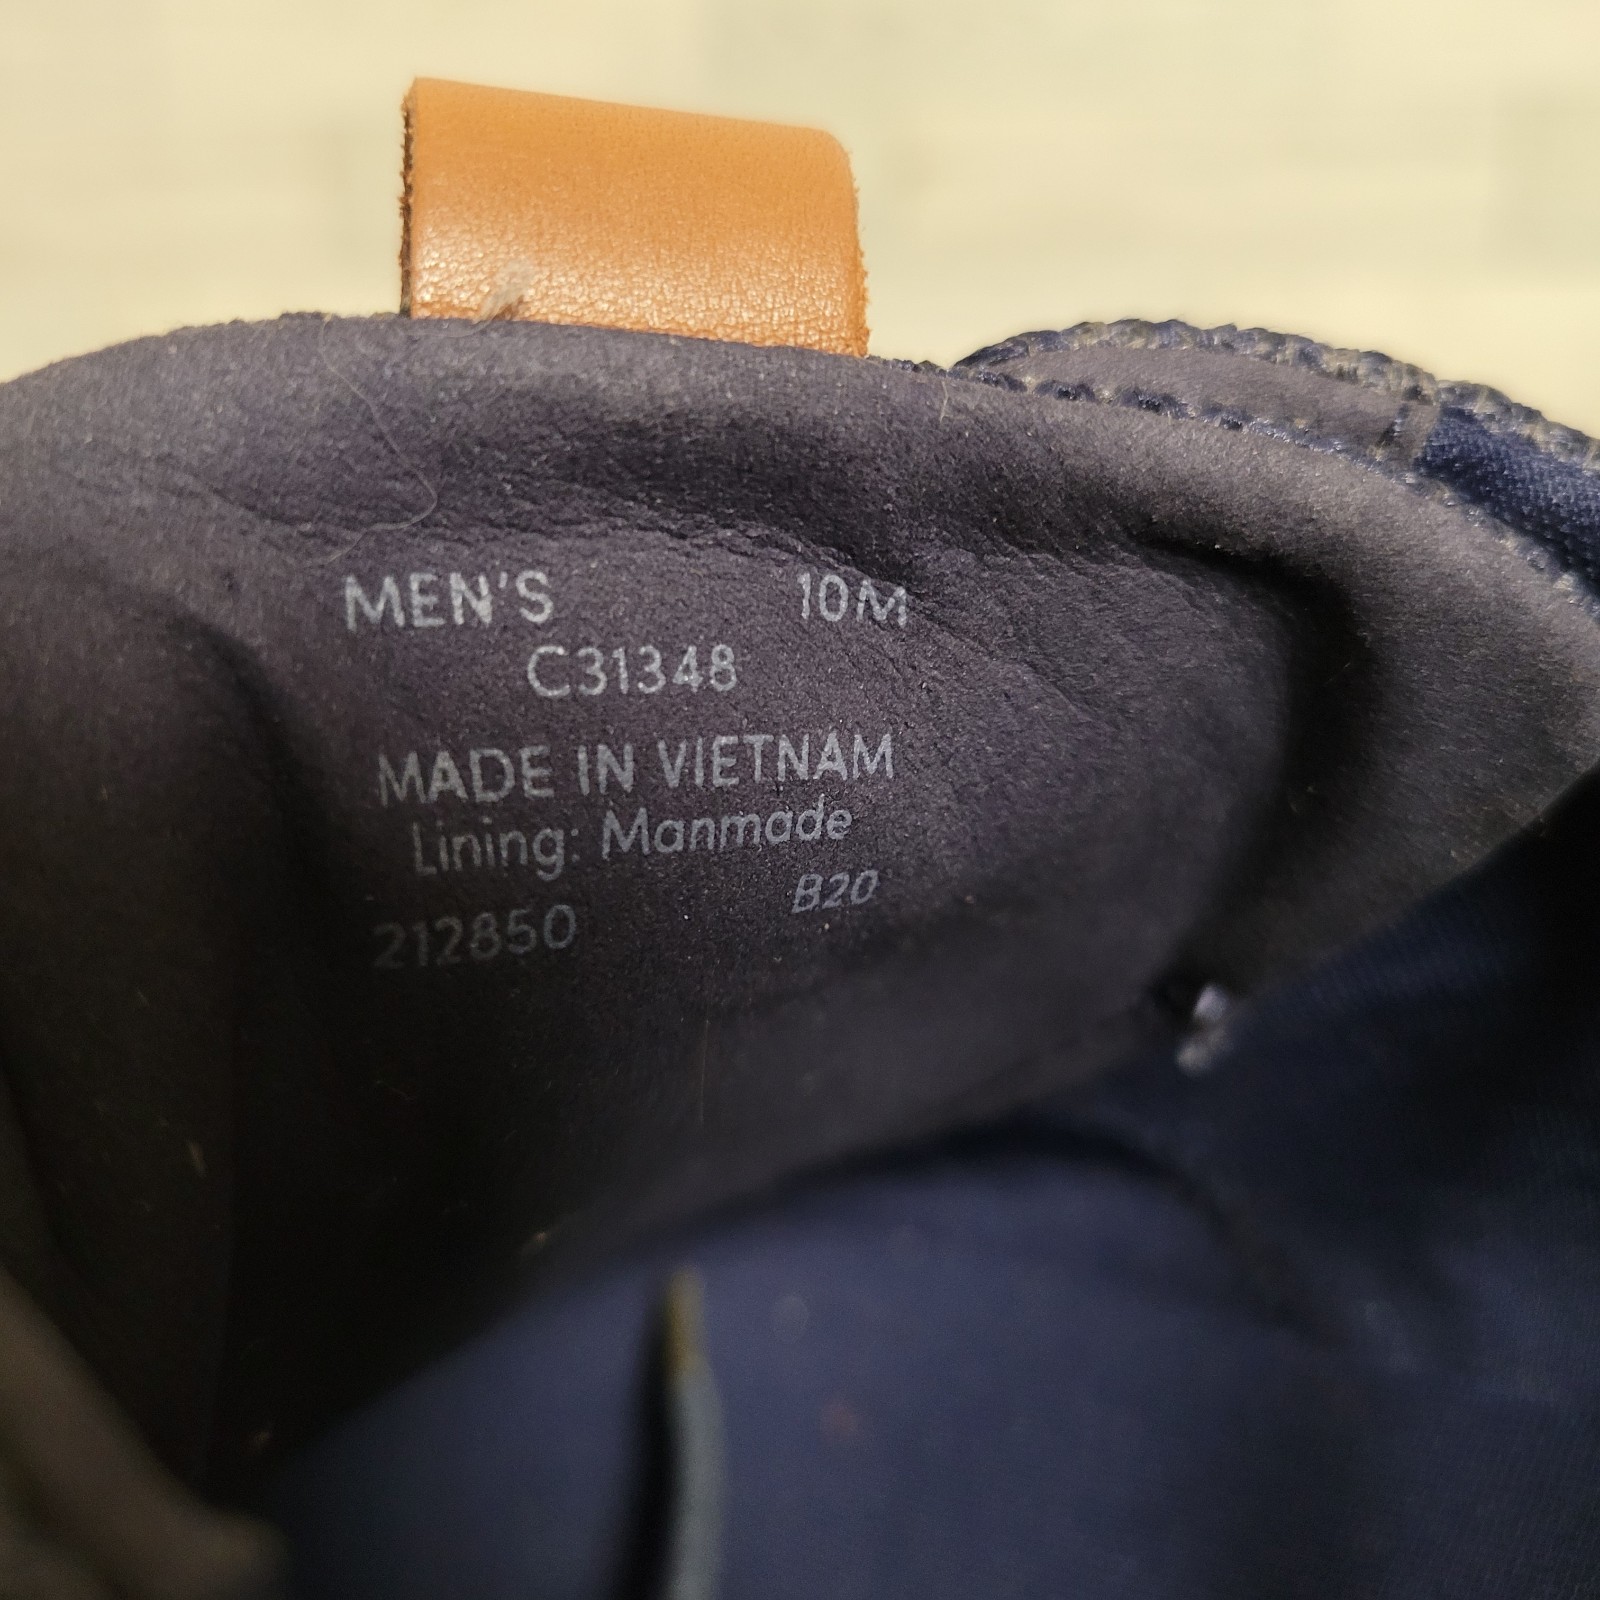 MEN'S 10M
C31348
MADE IN VIETNAM
Lining: Manmade
212850 B20